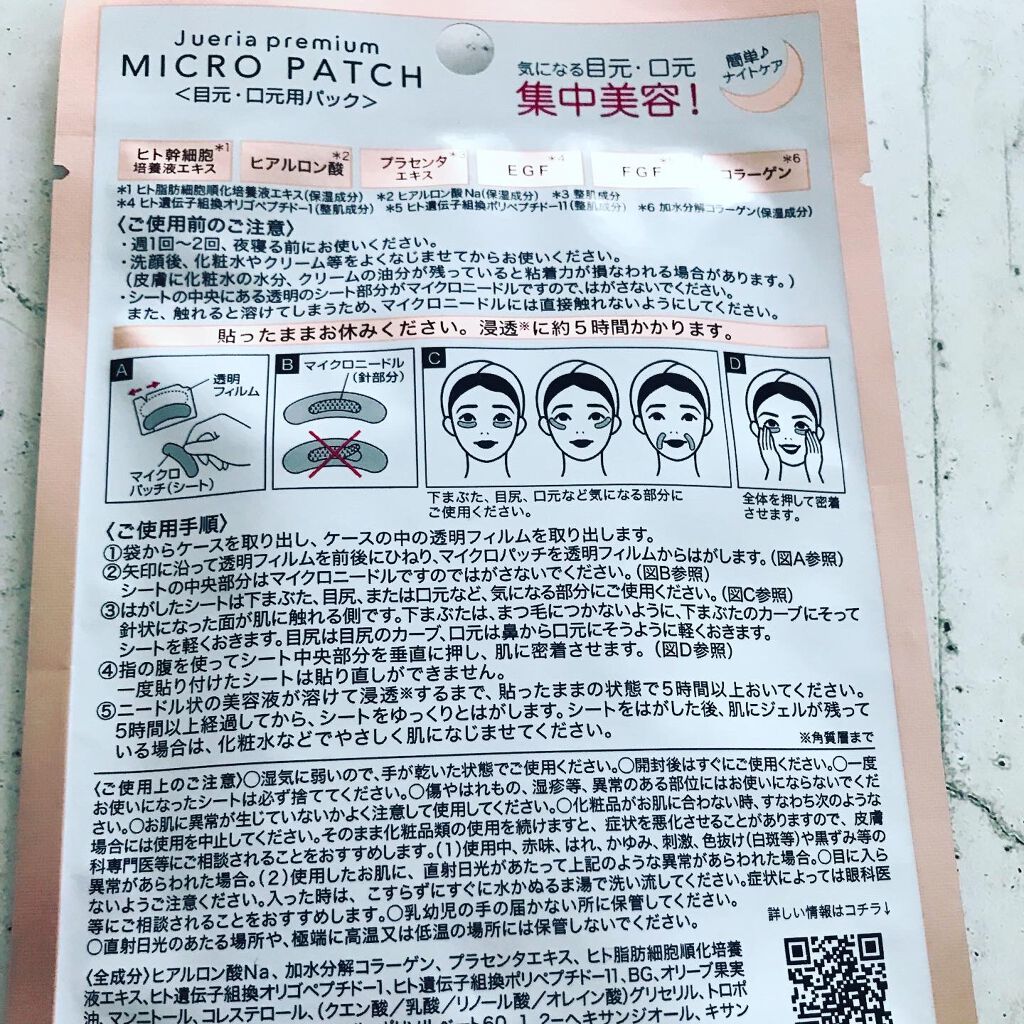 Jueria premium
MICRO PATCH
<目元・口元用パック>
気になる目元・口元
集中美容!
簡単♪
ナイトケア
ヒト幹細胞*1
培養液エキス
ヒアルロン酸*2
プラセンタ*3
エキス
EGF*4
FGF*
コラーゲン*6
*1 ヒト脂肪細胞順化培養液エキス(保湿成分) *2 ヒアルロン酸Na(保湿成分) *3 整肌成分
*4 ヒト遺伝子組換オリゴペプチド-1(整肌成分) *5 ヒト遺伝子組換ポリペプチド-11(整肌成分) *6 加水分解コラーゲン(保湿成分)
〈ご使用前のご注意〉
・週1回〜2回、夜寝る前にお使いください。
・洗顔後、化粧水やクリーム等をよくなじませてからお使いください。
(皮膚に化粧水の水分、クリームの油分が残っていると粘着力が損なわれる場合があります。)
・シートの中央にある透明のシート部分がマイクロニードルですので、はがさないでください。
また、触れると溶けてしまうため、マイクロニードルには直接触れないようにしてください。
貼ったままお休みください。浸透※に約5時間かかります。
A
透明
フィルム
マイクロ
パッチ(シート)
B
マイクロニードル
(針部分)
C
D
下まぶた、目尻、口元など気になる部分に
ご使用ください。
全体を押して密着
させます。
〈ご使用手順〉
①袋からケースを取り出し、ケースの中の透明フィルムを取り出します。
②矢印に沿って透明フィルムを前後にひねり、マイクロパッチを透明フィルムからはがします。(図A参照)
シートの中央部分はマイクロニードルですのではがさないでください。(図B参照)
③はがしたシートは下まぶた、目尻、または口元など、気になる部分にご使用ください。(図C参照)
針状になった面が肌に触れる側です。下まぶたは、まつ毛につかないように、下まぶたのカーブにそって
シートを軽くおきます。目尻は目尻のカーブ、口元は鼻から口元にそうように軽くおきます。
④指の腹を使ってシート中央部分を垂直に押し、肌に密着させます。(図D参照)
一度貼り付けたシートは貼り直しができません。
⑤ニードル状の美容液が溶けて浸透※するまで、貼ったままの状態で5時間以上おいてください。
5時間以上経過してから、シートをゆっくりとはがします。シートをはがした後、肌にジェルが残って
いる場合は、化粧水などでやさしく肌になじませてください。
※角質層まで
〈ご使用上のご注意〉○湿気に弱いので、手が乾いた状態でご使用ください。○開封後はすぐにご使用ください。○一度
お使いになったシートは必ず捨ててください。○傷やはれもの、湿疹等、異常のある部位にはお使いにならないでくだ
さい。○お肌に異常が生じていないかよく注意して使用してください。○化粧品がお肌に合わない時、すなわち次のような
場合には使用を中止してください。そのまま化粧品類の使用を続けますと、症状を悪化させることがありますので、皮膚
科専門医等にご相談されることをおすすめします。(1)使用中、赤味、はれ、かゆみ、刺激、色抜け(白斑等)や黒ずみ等の
異常があらわれた場合。(2)使用したお肌に、直射日光があたって上記のような異常があらわれた場合。○目に入ら
ないようご注意ください。入った時は、こすらずにすぐに水かぬるま湯で洗い流してください。症状によっては眼科医
等にご相談されることをおすすめします。○乳幼児の手の届かない所に保管してください。
○直射日光のあたる場所や、極端に高温又は低温の場所には保管しないでください。
詳しい情報はコチラ↓
〈全成分〉ヒアルロン酸Na、加水分解コラーゲン、プラセンタエキス、ヒト脂肪細胞順化培養
液エキス、ヒト遺伝子組換オリゴペプチド-1、ヒト遺伝子組換ポリペプチド-11、BG、オリーブ果実
油、マンニトール、コレステロール、(クエン酸/乳酸/リノール酸/オレイン酸)グリセリル、トロポ
ート60、1,2-ヘキサンジオール、キサン